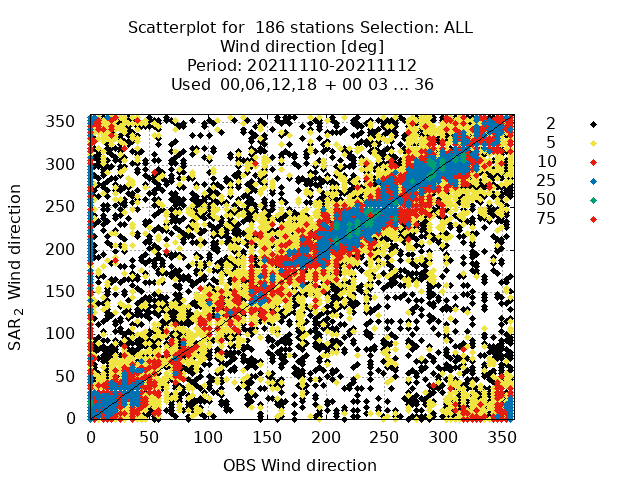 Scatterplot for  186 stations Selection: ALL
Wind direction [deg]
Period: 20211110-20211112
Used  00,06,12,18  + 00 03 ... 36
350
300
250
200
150
100
50
0
SAR2  Wind direction
0 50 100 150 200 250 300 350
OBS Wind direction
2
5
10
25
50
75